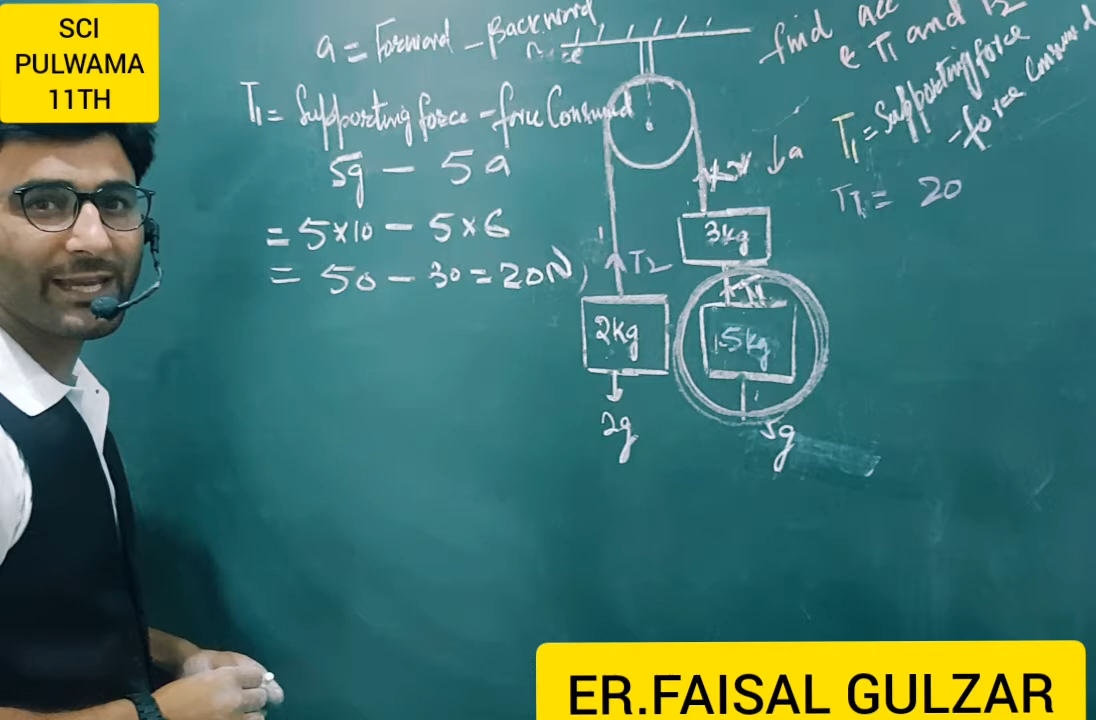 SCI
PULWAMA
11TH
a = Forward - Backward
T₁ = Supporting force - force Consumed
5g - 5a
= 5×10 - 5×6
= 50 - 30 = 20N
find acc
& T₁ and T2
T₁ = Supporting force
- force Consumed
= 20
↓a
3kg
T2
2kg
5kg
2g
5g
ER.FAISAL GULZAR